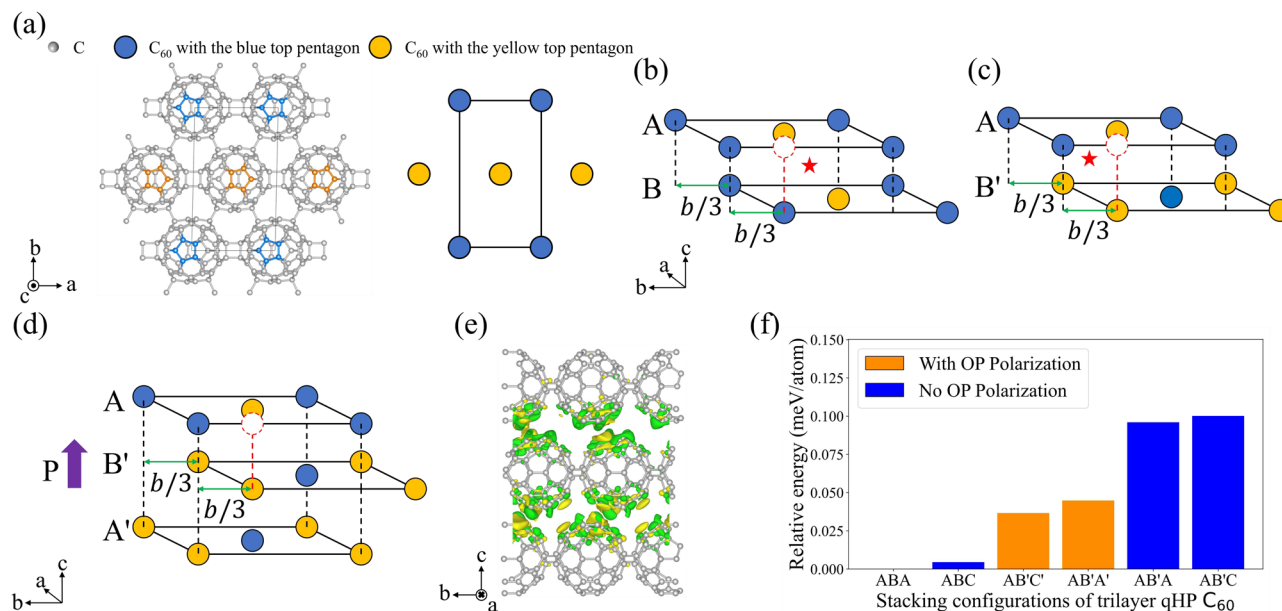 (a)
C
C₆₀ with the blue top pentagon
C₆₀ with the yellow top pentagon
b
c
a
(b)
A
B
b/3
b/3
c
a
b
(c)
A
B'
b/3
b/3
(d)
A
P
B'
b/3
b/3
A'
c
a
b
(e)
c
b
a
(f)
With OP Polarization
No OP Polarization
Relative energy (meV/atom)
0.150
0.125
0.100
0.075
0.050
0.025
0.000
ABA ABC AB'C' AB'A' AB'A AB'C
Stacking configurations of trilayer qHP C₆₀